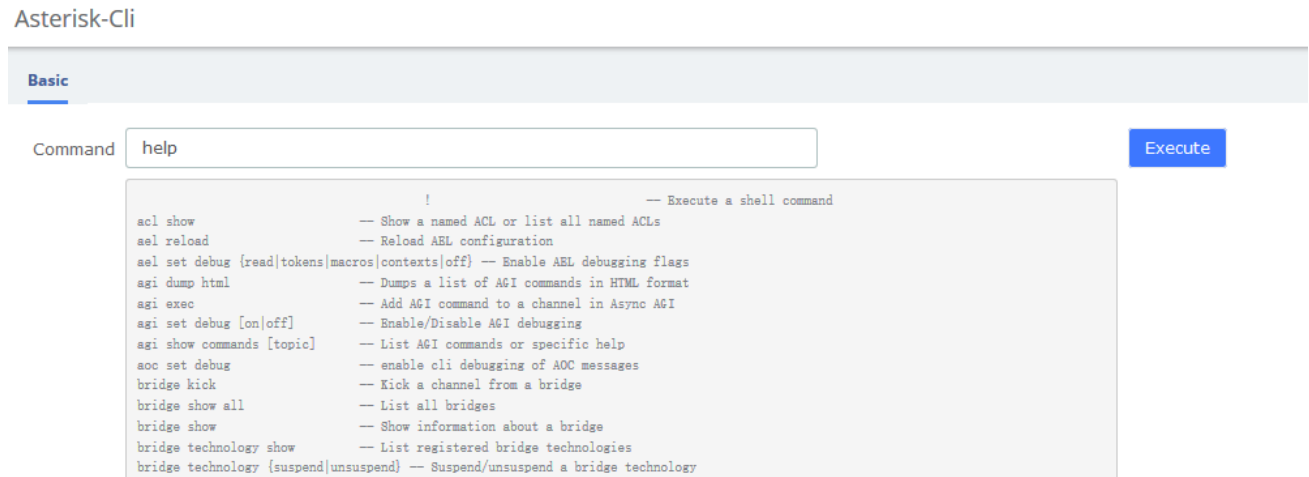 Asterisk-Cli
Basic
Command help Execute
! -- Execute a shell command
acl show -- Show a named ACL or list all named ACLs
ael reload -- Reload AEL configuration
ael set debug {read|tokens|macros|contexts|off} -- Enable AEL debugging flags
agi dump html -- Dumps a list of AGI commands in HTML format
agi exec -- Add AGI command to a channel in Async AGI
agi set debug [on|off] -- Enable/Disable AGI debugging
agi show commands [topic] -- List AGI commands or specific help
aoc set debug -- enable cli debugging of AOC messages
bridge kick -- Kick a channel from a bridge
bridge show all -- List all bridges
bridge show -- Show information about a bridge
bridge technology show -- List registered bridge technologies
bridge technology {suspend|unsuspend} -- Suspend/unsuspend a bridge technology